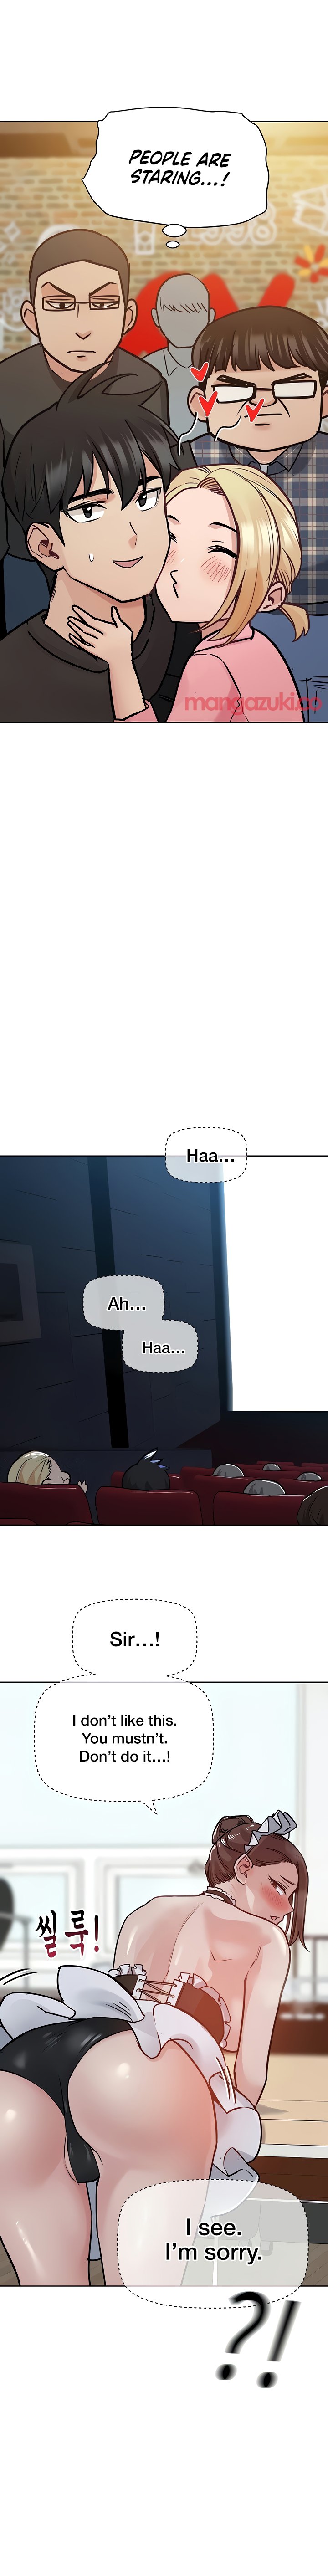 PEOPLE ARE
STARING...!
mangazuki.co
Haa...
Ah...
Haa...
Sir...!
I don't like this.
You mustn't.
Don't do it...!
씰룩!
I see.
I'm sorry.
?!